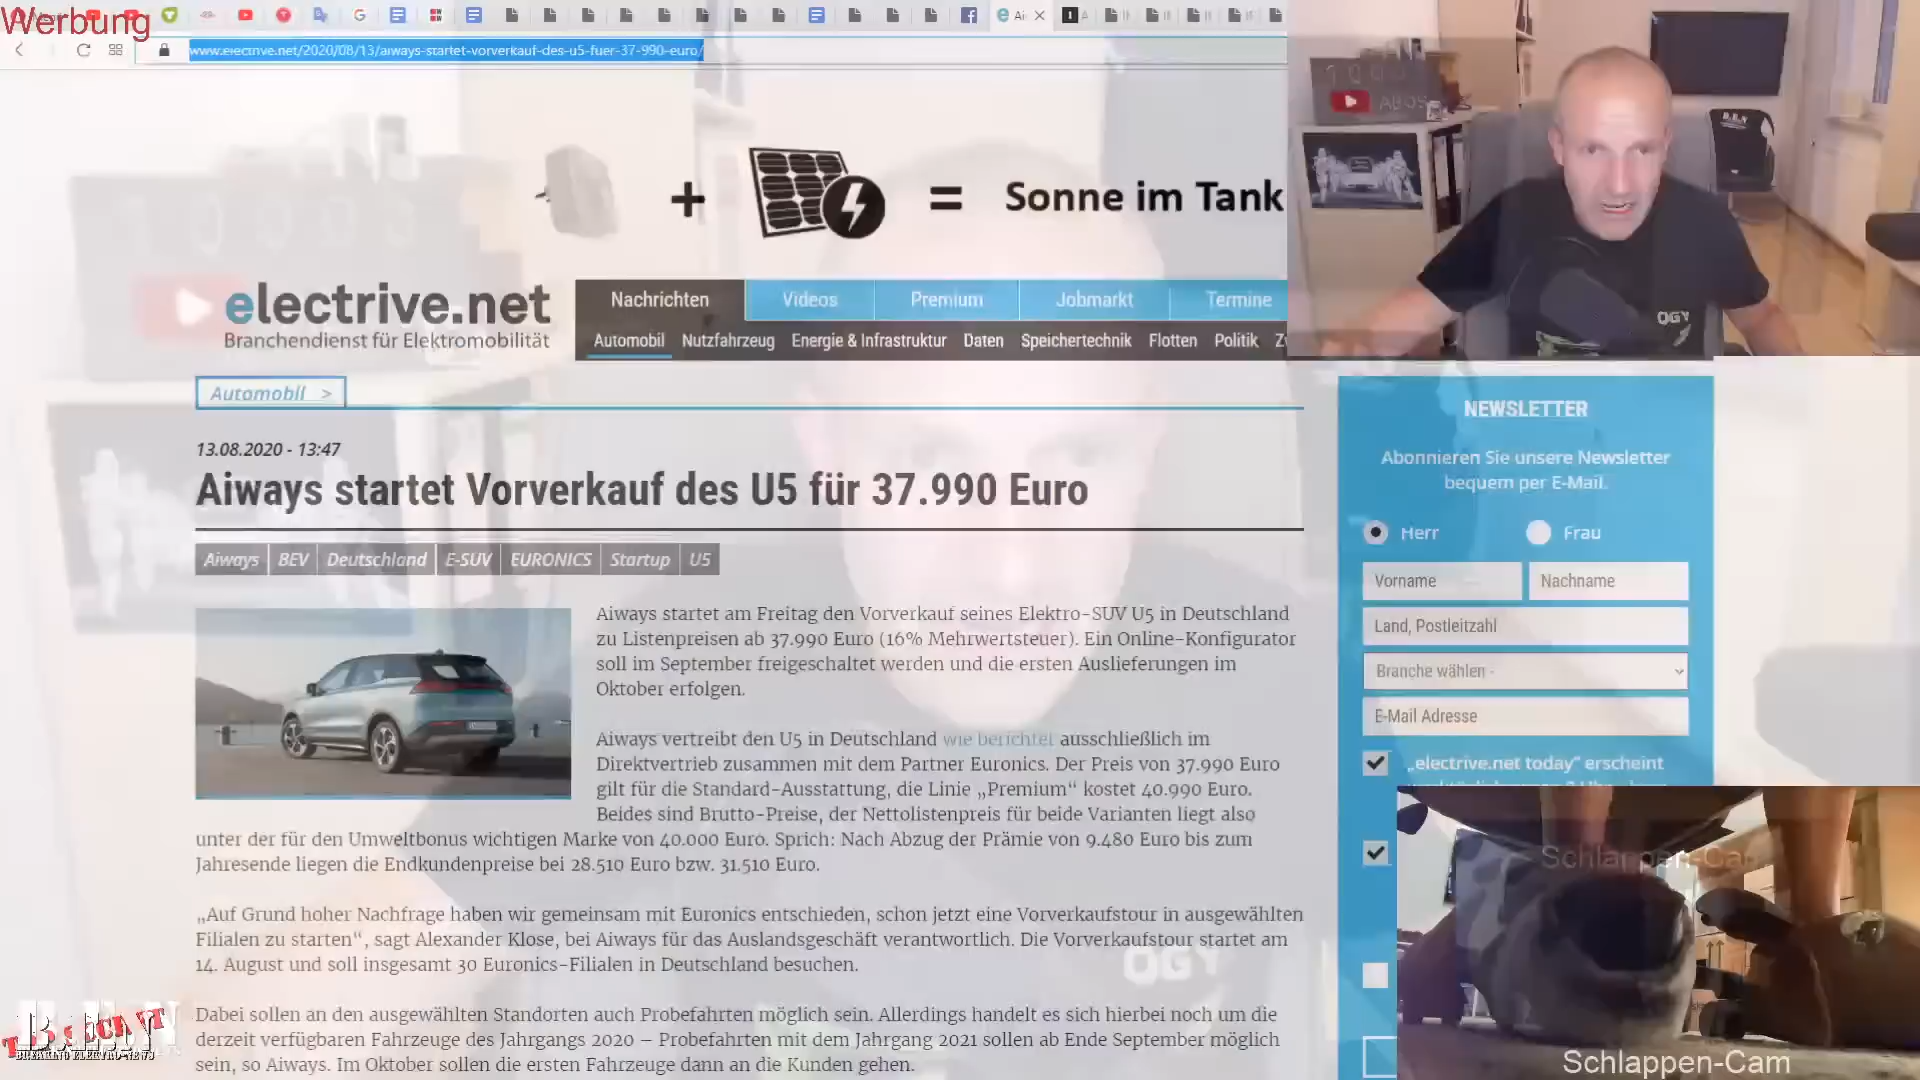 Werbung
www.electrive.net/2020/08/13/aiways-startet-vorverkauf-des-u5-fuer-37-990-euro/
+ = Sonne im Tank
1000
ABOS
electrive.net
Branchendienst für Elektromobilität
Nachrichten Videos Premium Jobmarkt Termine
Automobil Nutzfahrzeug Energie & Infrastruktur Daten Speichertechnik Flotten Politik
OGY
Automobil >
13.08.2020 - 13:47
Aiways startet Vorverkauf des U5 für 37.990 Euro
Aiways BEV Deutschland E-SUV EURONICS Startup U5
Aiways startet am Freitag den Vorverkauf seines Elektro-SUV U5 in Deutschland
zu Listenpreisen ab 37.990 Euro (16% Mehrwertsteuer). Ein Online-Konfigurator
soll im September freigeschaltet werden und die ersten Auslieferungen im
Oktober erfolgen.
Aiways vertreibt den U5 in Deutschland wie berichtet ausschließlich im
Direktvertrieb zusammen mit dem Partner Euronics. Der Preis von 37.990 Euro
gilt für die Standard-Ausstattung, die Linie „Premium“ kostet 40.990 Euro.
Beides sind Brutto-Preise, der Nettolistenpreis für beide Varianten liegt also
unter der für den Umweltbonus wichtigen Marke von 40.000 Euro. Sprich: Nach Abzug der Prämie von 9.480 Euro bis zum
Jahresende liegen die Endkundenpreise bei 28.510 Euro bzw. 31.510 Euro.
„Auf Grund hoher Nachfrage haben wir gemeinsam mit Euronics entschieden, schon jetzt eine Vorverkaufstour in ausgewählten
Filialen zu starten“, sagt Alexander Klose, bei Aiways für das Auslandsgeschäft verantwortlich. Die Vorverkaufstour startet am
14. August und soll insgesamt 30 Euronics-Filialen in Deutschland besuchen.
Dabei sollen an den ausgewählten Standorten auch Probefahrten möglich sein. Allerdings handelt es sich hierbei noch um die
derzeit verfügbaren Fahrzeuge des Jahrgangs 2020 – Probefahrten mit dem Jahrgang 2021 sollen ab Ende September möglich
sein, so Aiways. Im Oktober sollen die ersten Fahrzeuge dann an die Kunden gehen.
NEWSLETTER
Abonnieren Sie unsere Newsletter
bequem per E-Mail.
Herr Frau
Vorname Nachname
Land, Postleitzahl
Branche wählen -
E-Mail Adresse
„electrive.net today“ erscheint
Schlappen-Cam
Schlappen-Cam
OGY
BREAKING ELEKTRO-NEWS